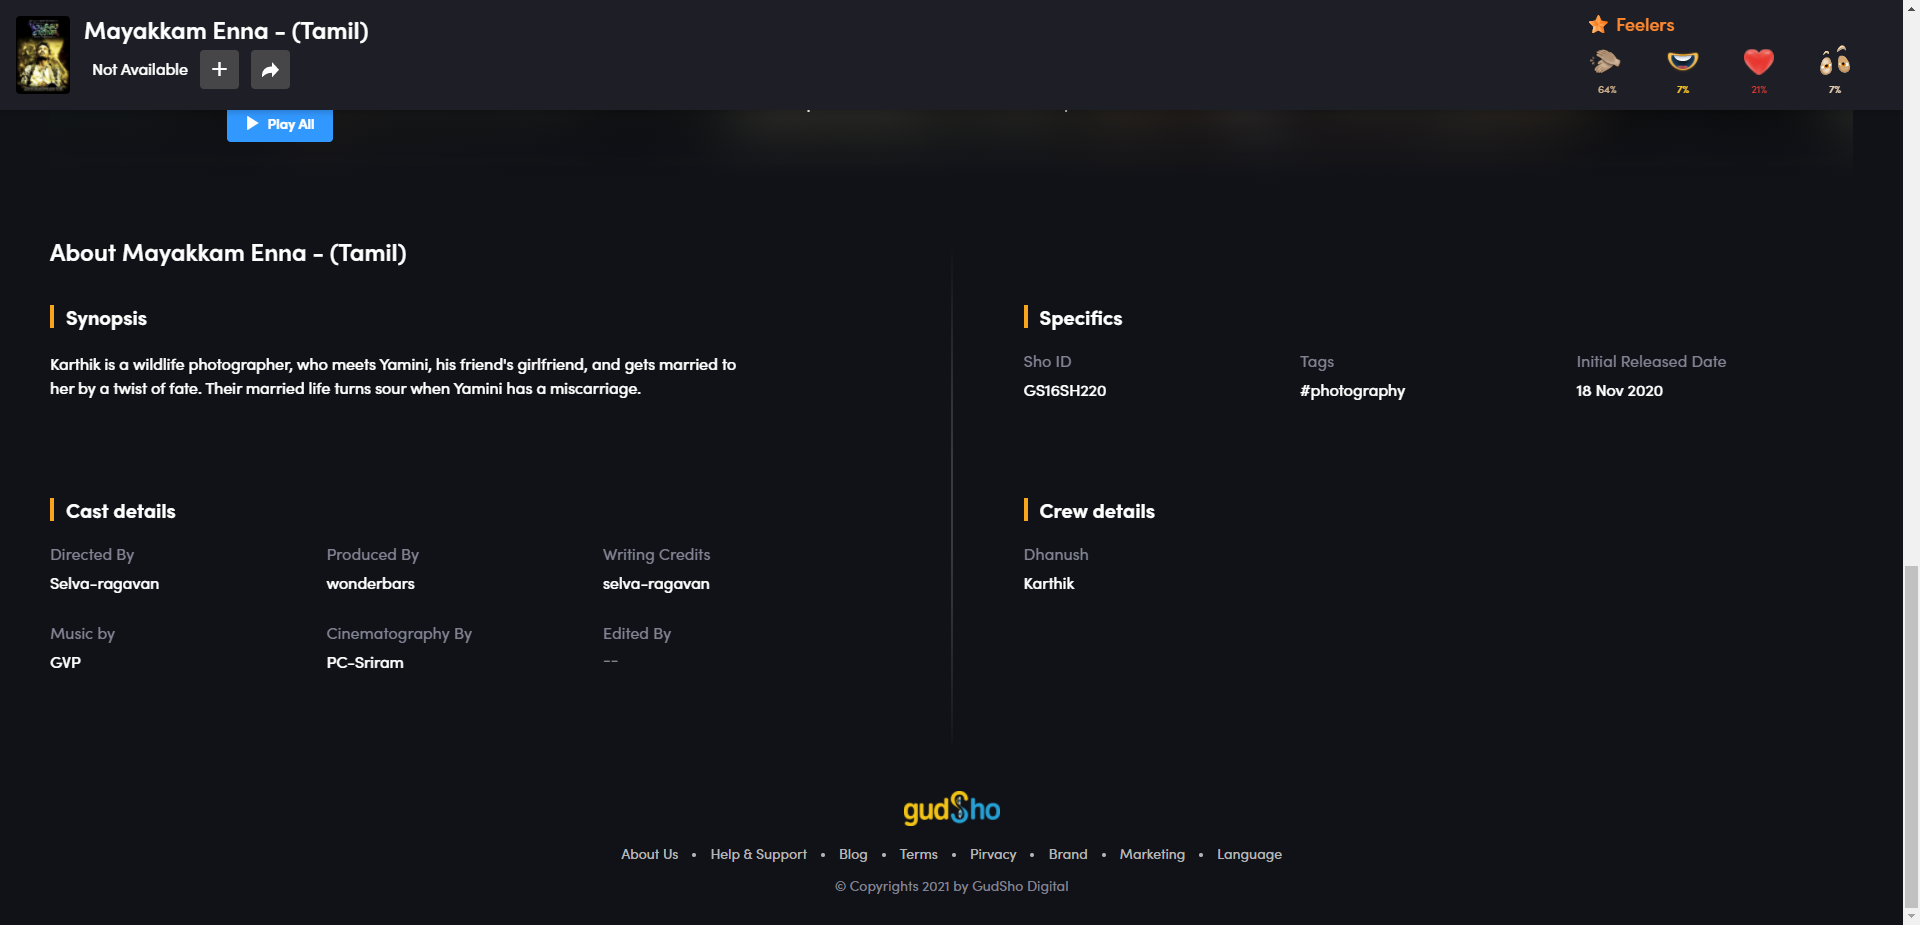 Mayakkam Enna - (Tamil)
Not Available
Feelers
64%
7%
21%
7%
Play All
About Mayakkam Enna - (Tamil)
Synopsis
Karthik is a wildlife photographer, who meets Yamini, his friend's girlfriend, and gets married to
her by a twist of fate. Their married life turns sour when Yamini has a miscarriage.
Specifics
Sho ID
GS16SH220
Tags
#photography
Initial Released Date
18 Nov 2020
Cast details
Directed By
Selva-ragavan
Produced By
wonderbars
Writing Credits
selva-ragavan
Music by
GVP
Cinematography By
PC-Sriram
Edited By
--
Crew details
Dhanush
Karthik
gudSho
About Us • Help & Support • Blog • Terms • Pirvacy • Brand • Marketing • Language
© Copyrights 2021 by GudSho Digital